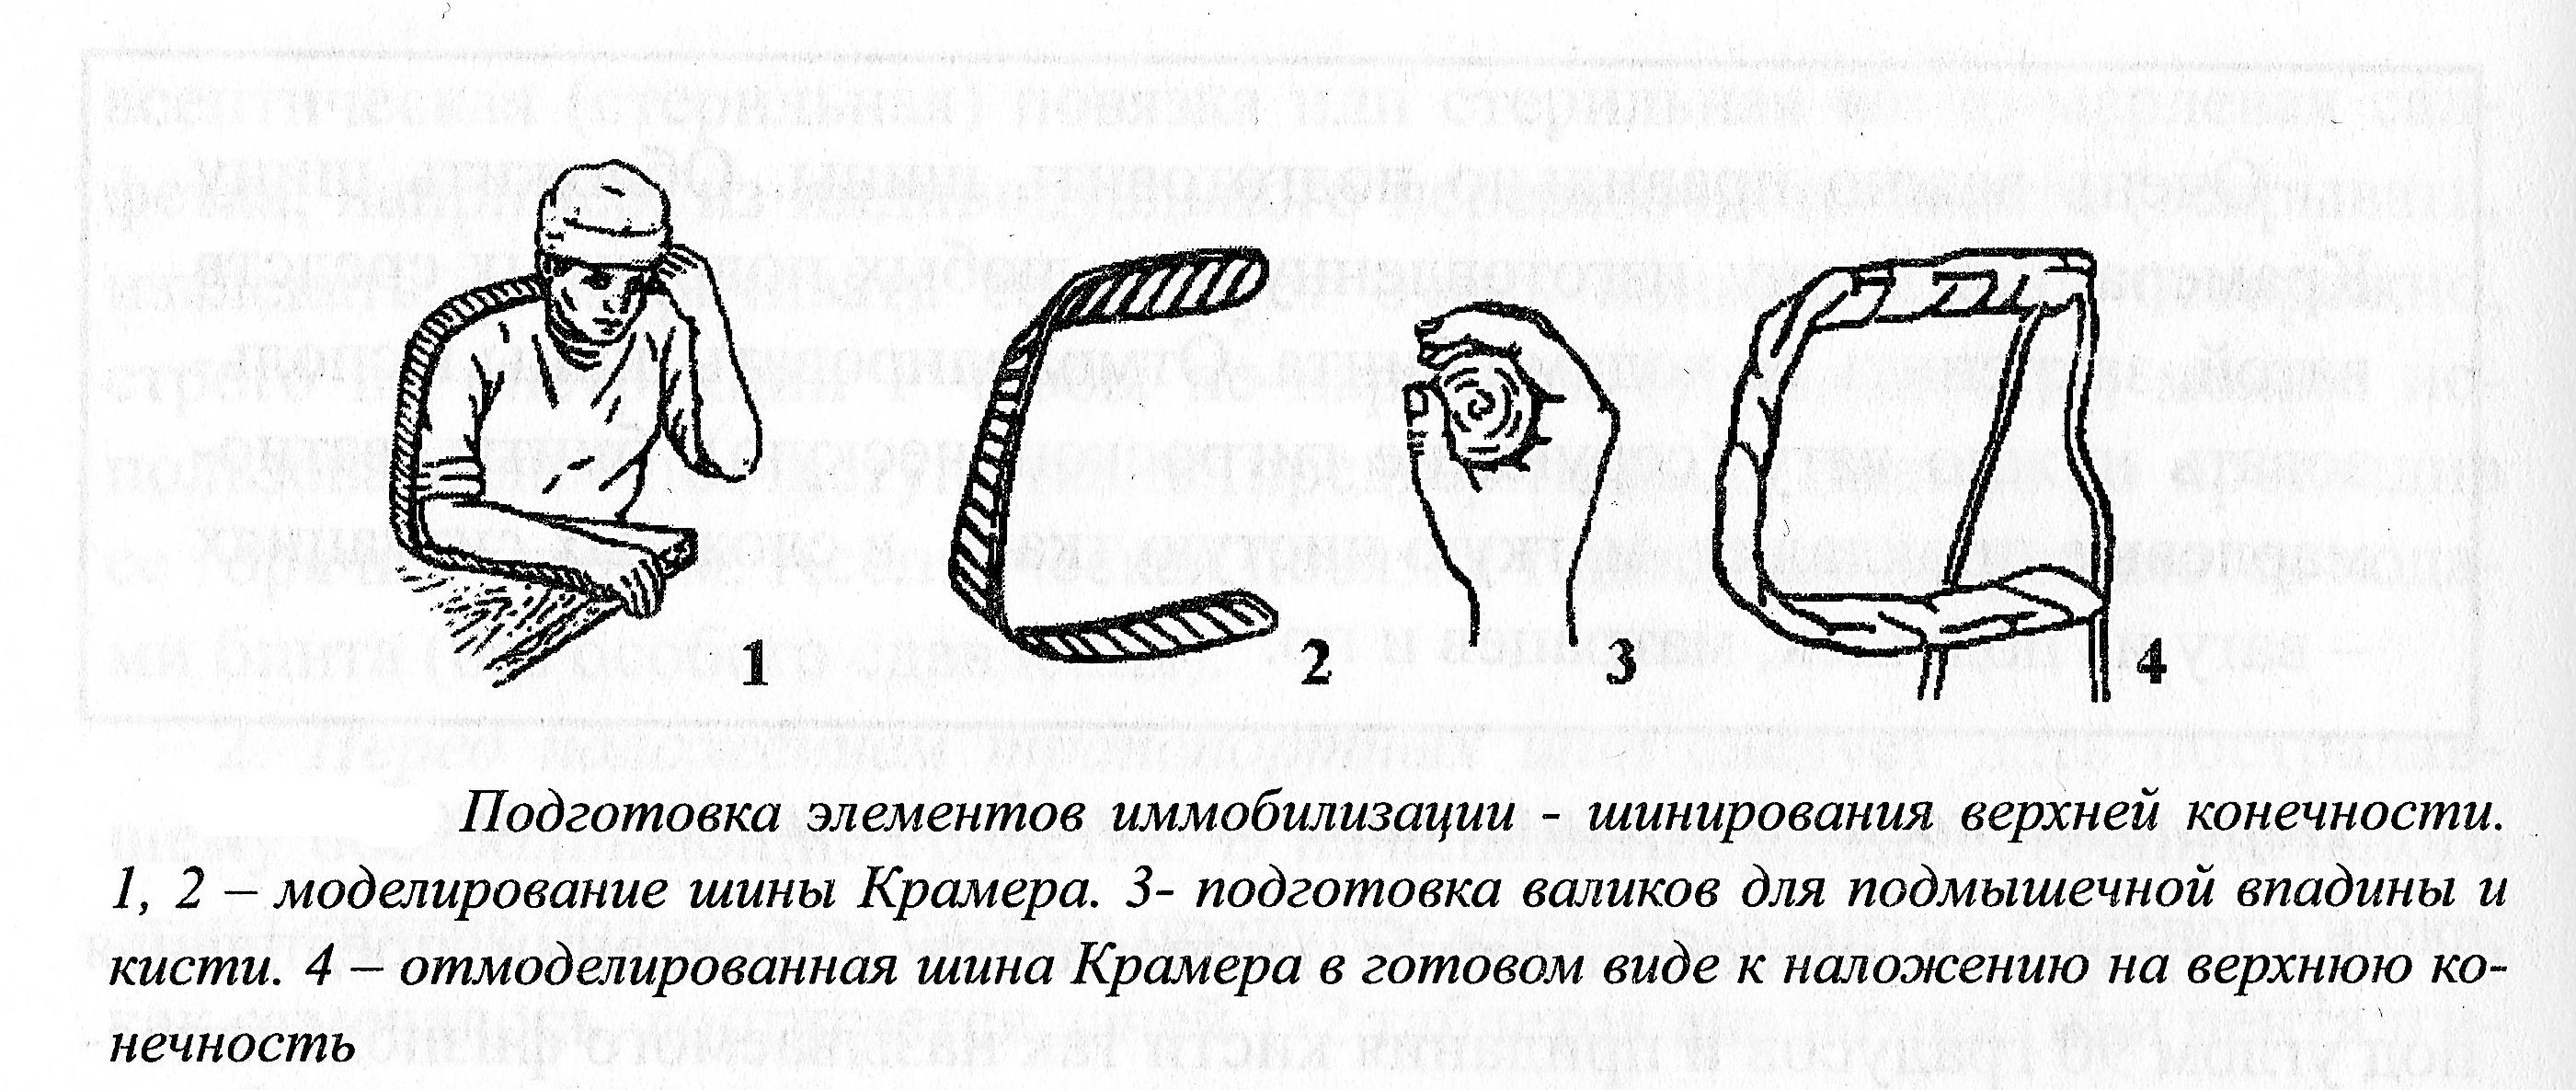 1
2
3
4
Подготовка элементов иммобилизации - шинирования верхней конечности.
1, 2 – моделирование шины Крамера. 3- подготовка валиков для подмышечной впадины и
кисти. 4 – отмоделированная шина Крамера в готовом виде к наложению на верхнюю ко-
нечность